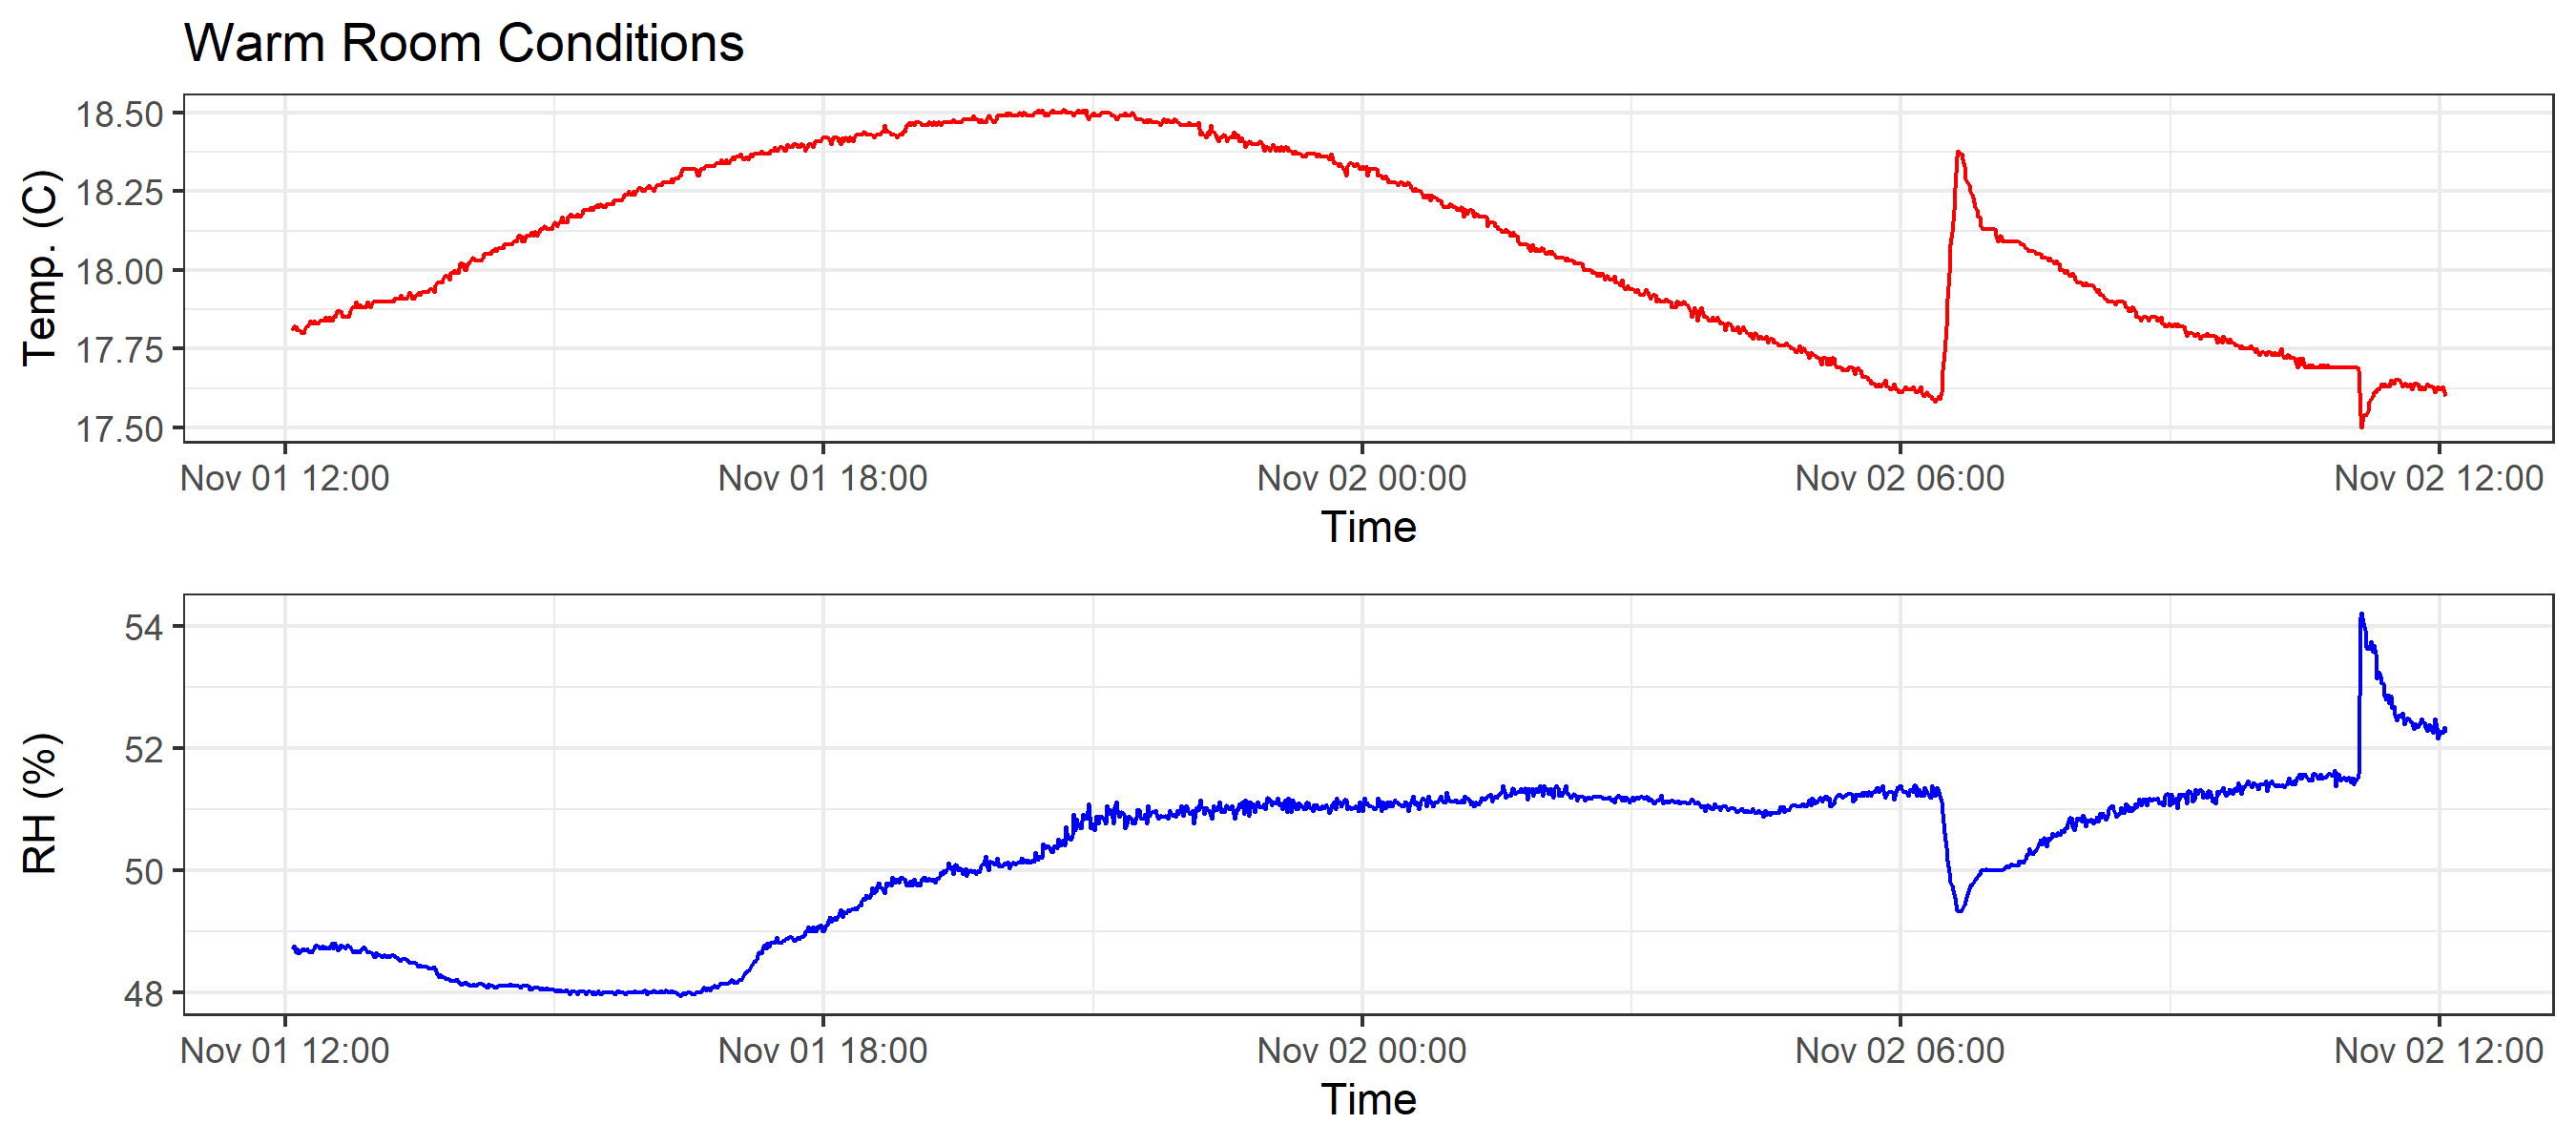 Warm Room Conditions
Temp. (C)
18.50
18.25
18.00
17.75
17.50
Nov 01 12:00 Nov 01 18:00 Nov 02 00:00 Nov 02 06:00 Nov 02 12:00
Time
RH (%)
54
52
50
48
Nov 01 12:00 Nov 01 18:00 Nov 02 00:00 Nov 02 06:00 Nov 02 12:00
Time